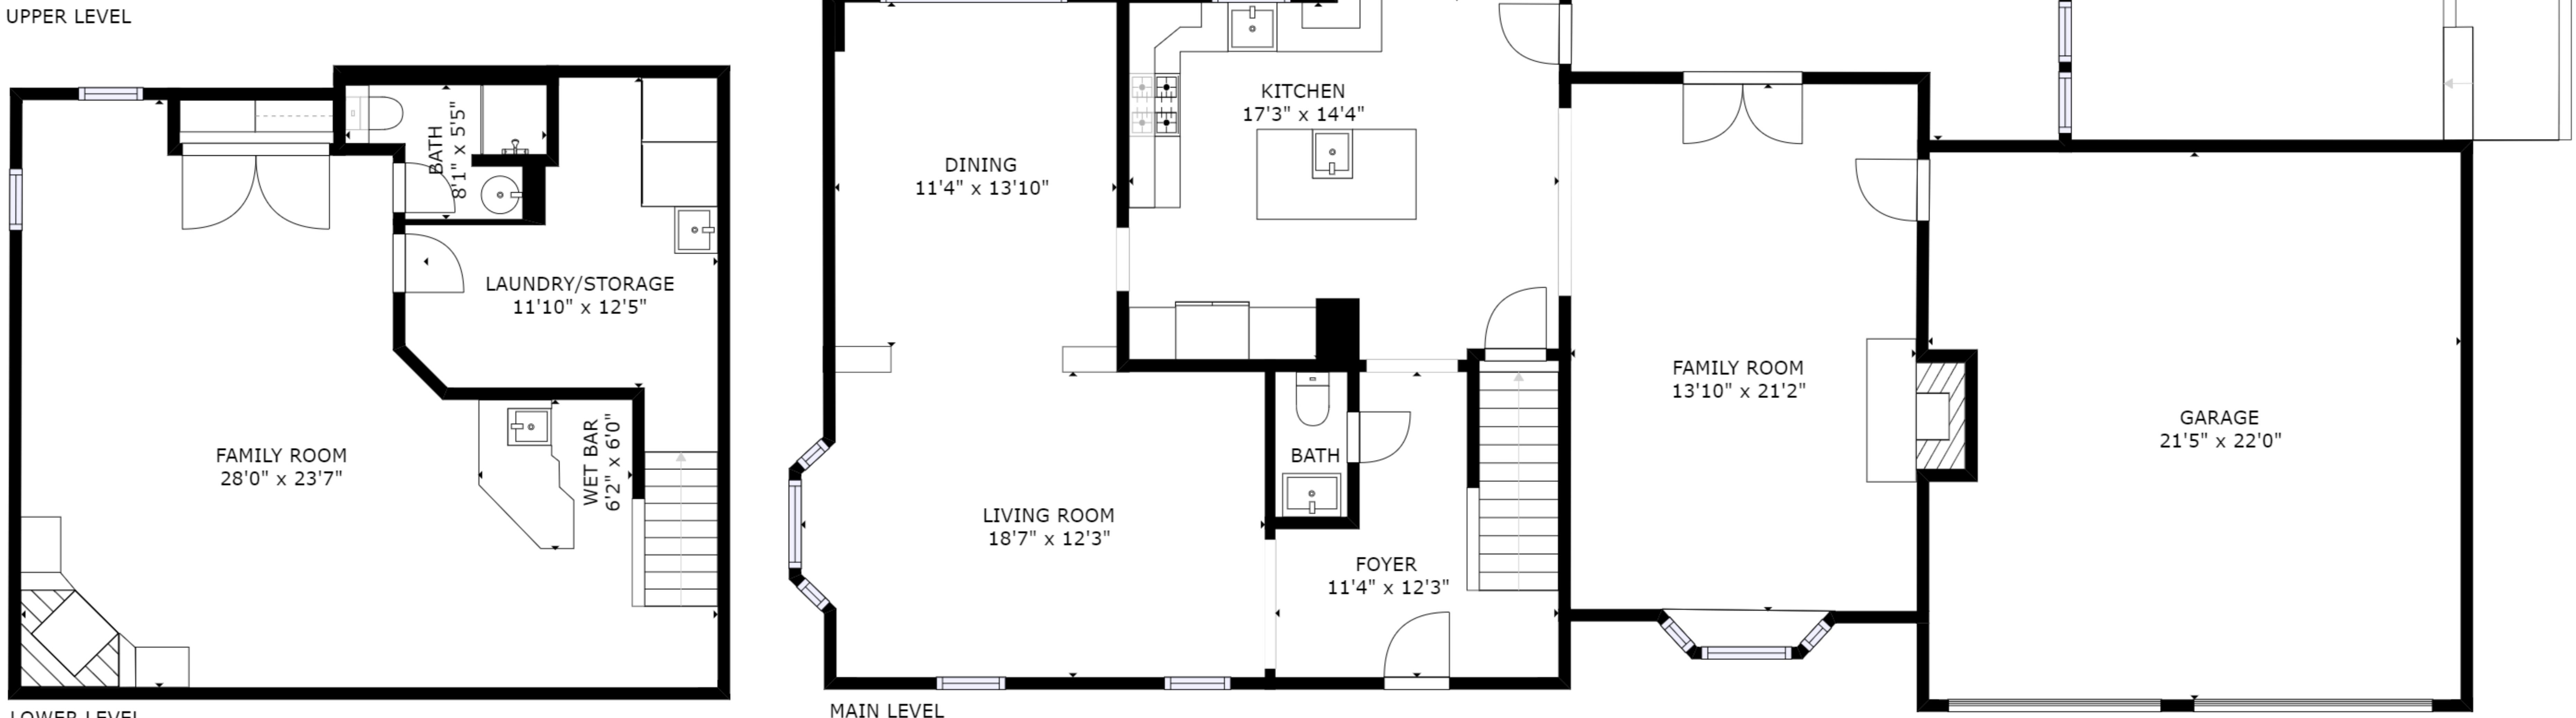 UPPER LEVEL
BATH
8'1" x 5'5"
LAUNDRY/STORAGE
11'10" x 12'5"
FAMILY ROOM
28'0" x 23'7"
WET BAR
6'2" x 6'0"
LOWER LEVEL
KITCHEN
17'3" x 14'4"
DINING
11'4" x 13'10"
LIVING ROOM
18'7" x 12'3"
BATH
FOYER
11'4" x 12'3"
FAMILY ROOM
13'10" x 21'2"
GARAGE
21'5" x 22'0"
MAIN LEVEL